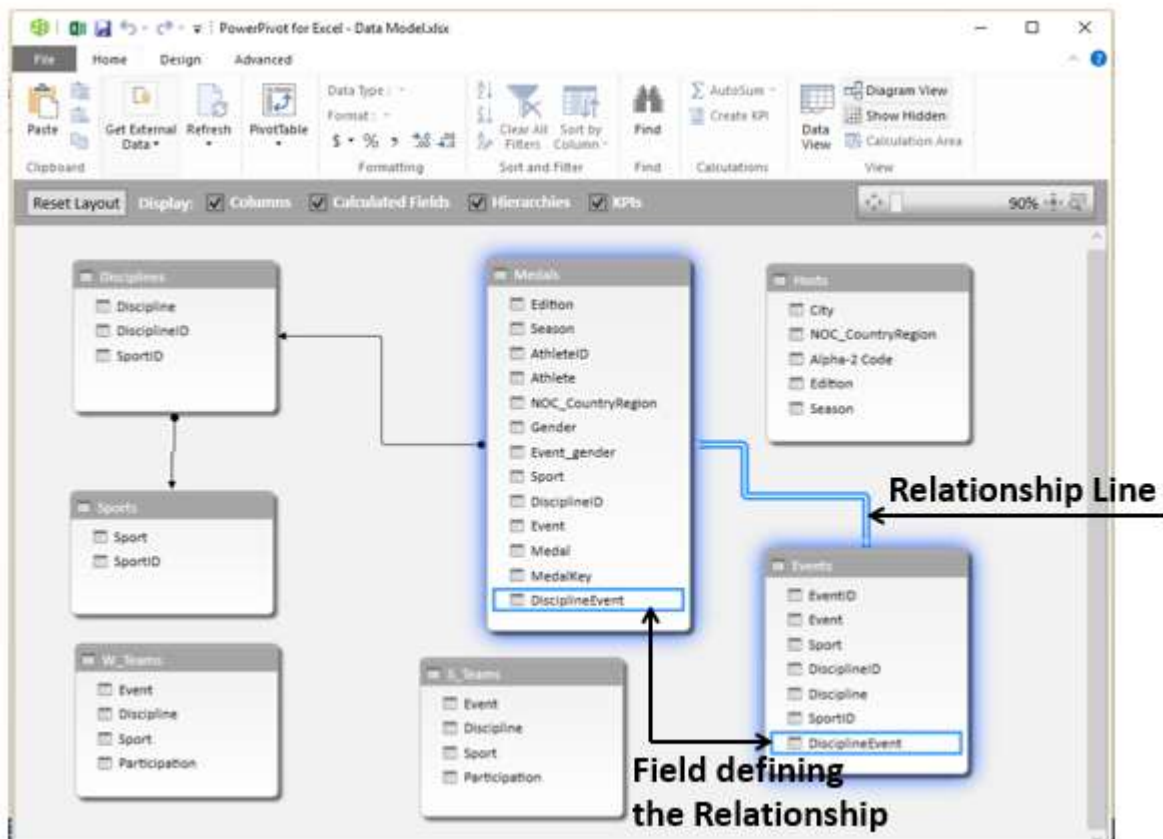 PowerPivot for Excel - Data Model.xlsx
File Home Design Advanced
Paste
Get External Data
Refresh
PivotTable
Data Type :
Format :
$ % ,
Clear All Filters
Sort by Column
Find
AutoSum
Create KPI
Data View
Diagram View
Show Hidden
Calculation Area
Clipboard
Formatting
Sort and Filter
Find
Calculations
View
Reset Layout Display: Columns Calculated Fields Hierarchies KPIs 90%
Disciplines
Discipline
DisciplineID
SportID
Medals
Edition
Season
AthleteID
Athlete
NOC_CountryRegion
Gender
Event_gender
Sport
DisciplineID
Event
Medal
MedalKey
DisciplineEvent
Hosts
City
NOC_CountryRegion
Alpha-2 Code
Edition
Season
Relationship Line
Sports
Sport
SportID
Events
EventID
Event
Sport
DisciplineID
Discipline
SportID
DisciplineEvent
W_Teams
Event
Discipline
Sport
Participation
S_Teams
Event
Discipline
Sport
Participation
Field defining
the Relationship